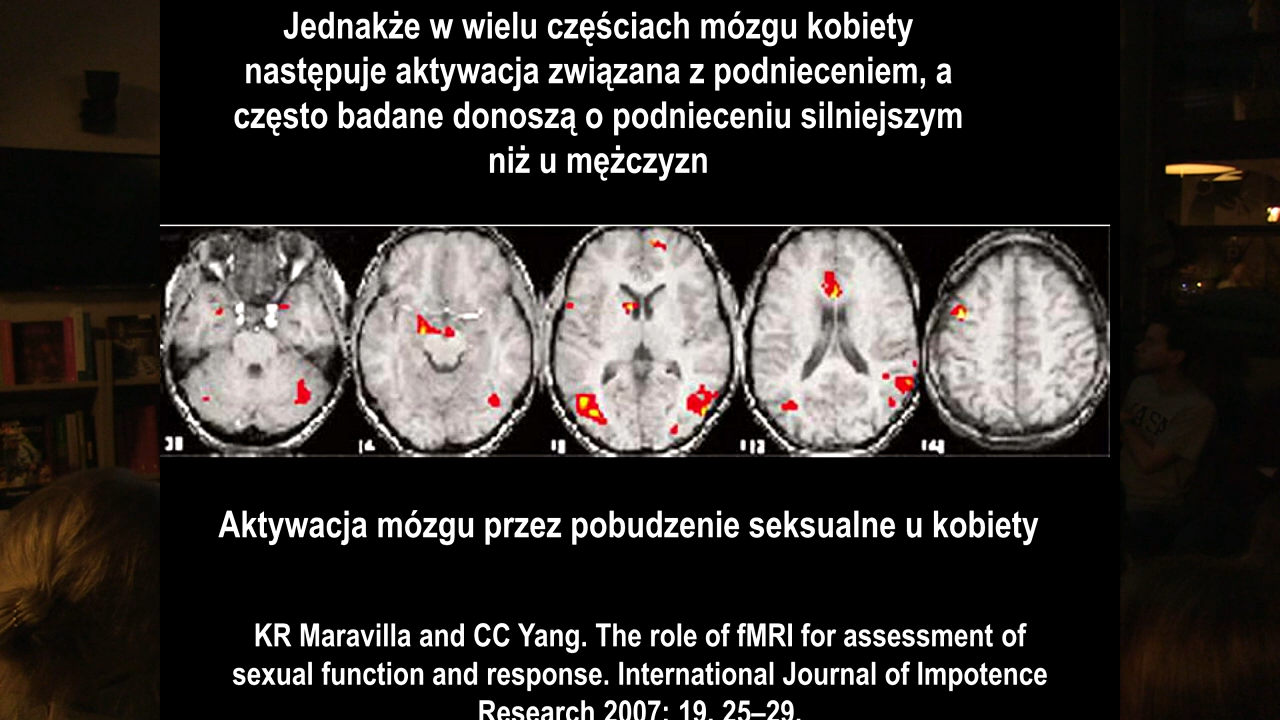 Jednakże w wielu częściach mózgu kobiety
następuje aktywacja związana z podnieceniem, a
często badane donoszą o podnieceniu silniejszym
niż u mężczyzn
Aktywacja mózgu przez pobudzenie seksualne u kobiety
KR Maravilla and CC Yang. The role of fMRI for assessment of
sexual function and response. International Journal of Impotence
Research 2007; 19, 25–29.